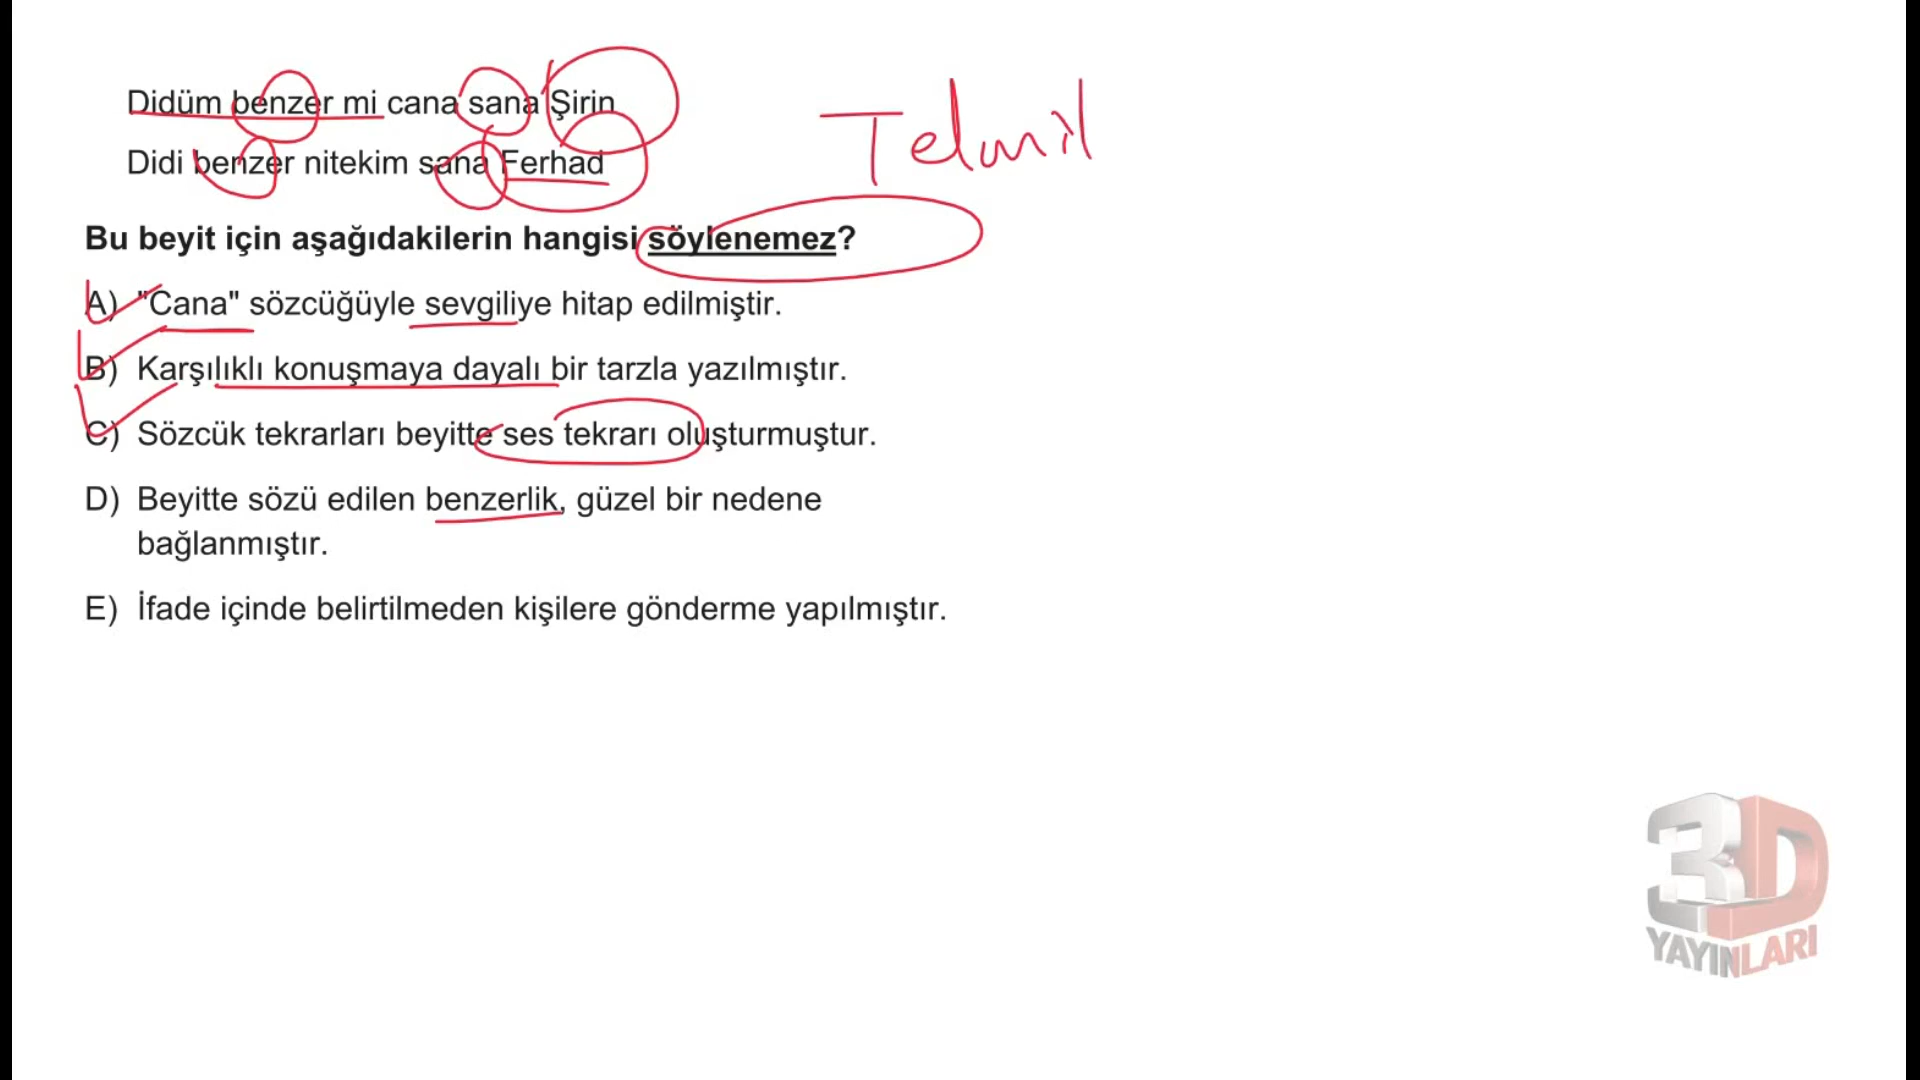 Didüm benzer mi cana sana Şirin
Didi benzer nitekim sana Ferhad
Telmih
Bu beyit için aşağıdakilerin hangisi söylenemez?
A) "Cana" sözcüğüyle sevgiliye hitap edilmiştir.
B) Karşılıklı konuşmaya dayalı bir tarzla yazılmıştır.
C) Sözcük tekrarları beyitte ses tekrarı oluşturmuştur.
D) Beyitte sözü edilen benzerlik, güzel bir nedene
bağlanmıştır.
E) İfade içinde belirtilmeden kişilere gönderme yapılmıştır.
3D
YAYINLARI